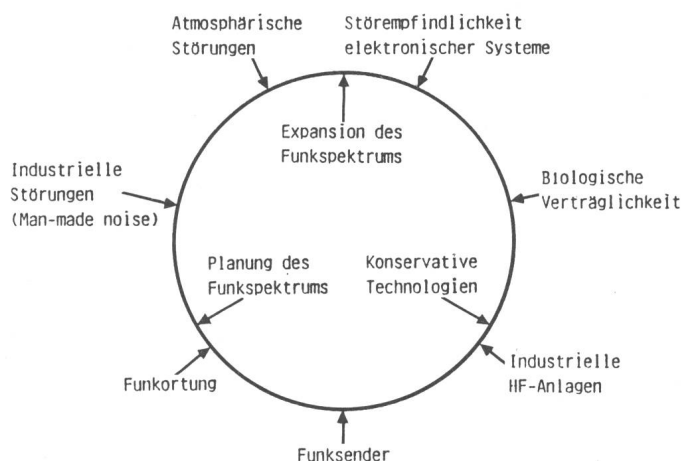 Atmosphärische
Störungen
Störempfindlichkeit
elektronischer Systeme
Expansion des
Funkspektrums
Industrielle
Störungen
(Man-made noise)
Biologische
Verträglichkeit
Planung des
Funkspektrums
Konservative
Technologien
Funkortung
Industrielle
HF-Anlagen
Funksender